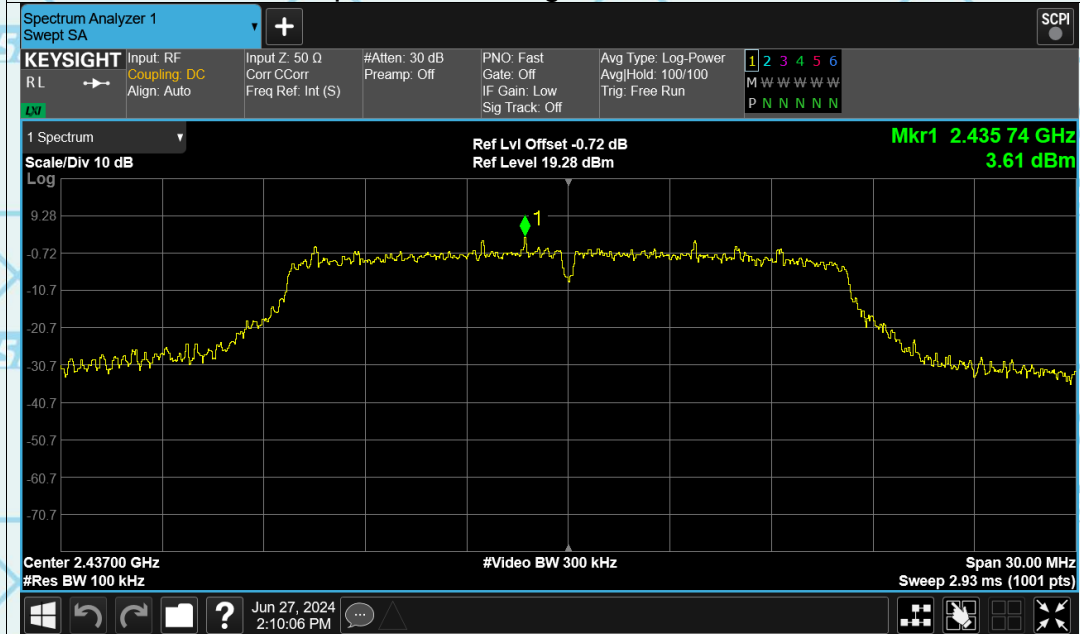 Spectrum Analyzer 1
Swept SA
+
SCPI
KEYSIGHT
R L
LXI
Input: RF
Coupling: DC
Align: Auto
Input Z: 50 Ω
Corr CCorr
Freq Ref: Int (S)
#Atten: 30 dB
Preamp: Off
PNO: Fast
Gate: Off
IF Gain: Low
Sig Track: Off
Avg Type: Log-Power
Avg|Hold: 100/100
Trig: Free Run
1 2 3 4 5 6
M W W W W W
P N N N N N
1 Spectrum
Scale/Div 10 dB
Log
Ref Lvl Offset -0.72 dB
Ref Level 19.28 dBm
Mkr1 2.435 74 GHz
3.61 dBm
1
9.28
-0.72
-10.7
-20.7
-30.7
-40.7
-50.7
-60.7
-70.7
Center 2.43700 GHz
#Res BW 100 kHz
#Video BW 300 kHz
Span 30.00 MHz
Sweep 2.93 ms (1001 pts)
?
Jun 27, 2024
2:10:06 PM